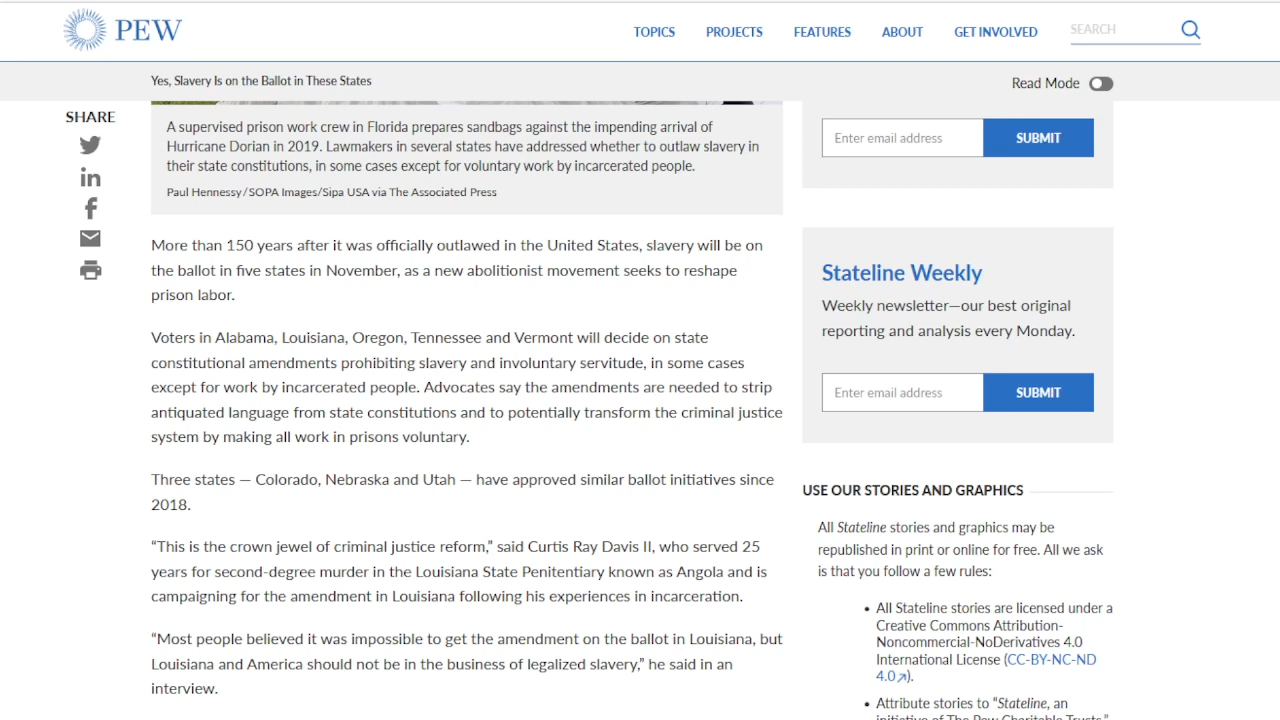 PEW
TOPICS PROJECTS FEATURES ABOUT GET INVOLVED SEARCH
Yes, Slavery Is on the Ballot in These States
Read Mode
SHARE
A supervised prison work crew in Florida prepares sandbags against the impending arrival of
Hurricane Dorian in 2019. Lawmakers in several states have addressed whether to outlaw slavery in
their state constitutions, in some cases except for voluntary work by incarcerated people.
Paul Hennessy/SOPA Images/Sipa USA via The Associated Press
More than 150 years after it was officially outlawed in the United States, slavery will be on
the ballot in five states in November, as a new abolitionist movement seeks to reshape
prison labor.
Voters in Alabama, Louisiana, Oregon, Tennessee and Vermont will decide on state
constitutional amendments prohibiting slavery and involuntary servitude, in some cases
except for work by incarcerated people. Advocates say the amendments are needed to strip
antiquated language from state constitutions and to potentially transform the criminal justice
system by making all work in prisons voluntary.
Three states — Colorado, Nebraska and Utah — have approved similar ballot initiatives since
2018.
“This is the crown jewel of criminal justice reform,” said Curtis Ray Davis II, who served 25
years for second-degree murder in the Louisiana State Penitentiary known as Angola and is
campaigning for the amendment in Louisiana following his experiences in incarceration.
“Most people believed it was impossible to get the amendment on the ballot in Louisiana, but
Louisiana and America should not be in the business of legalized slavery,” he said in an
interview.
Enter email address SUBMIT
Stateline Weekly
Weekly newsletter—our best original
reporting and analysis every Monday.
Enter email address SUBMIT
USE OUR STORIES AND GRAPHICS
All Stateline stories and graphics may be
republished in print or online for free. All we ask
is that you follow a few rules:
• All Stateline stories are licensed under a
Creative Commons Attribution-
Noncommercial-NoDerivatives 4.0
International License (CC-BY-NC-ND
4.0↗).
• Attribute stories to “Stateline, an
initiative of The Pew Charitable Trusts.”